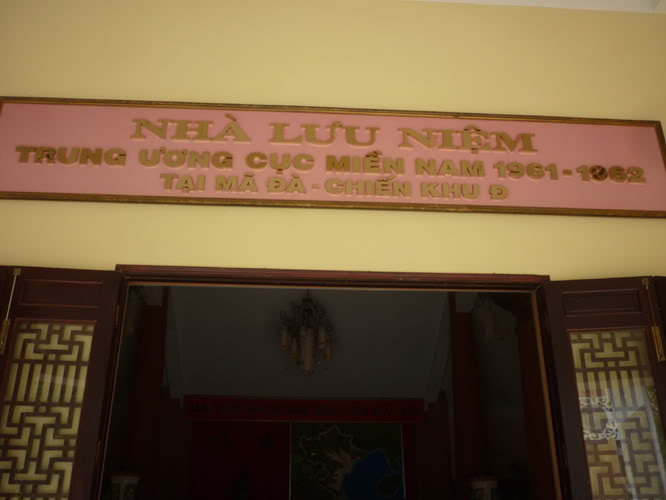 NHÀ LƯU NIỆM
TRUNG ƯƠNG CỤC MIỀN NAM 1961-1962
TẠI MÃ ĐÀ - CHIẾN KHU Đ